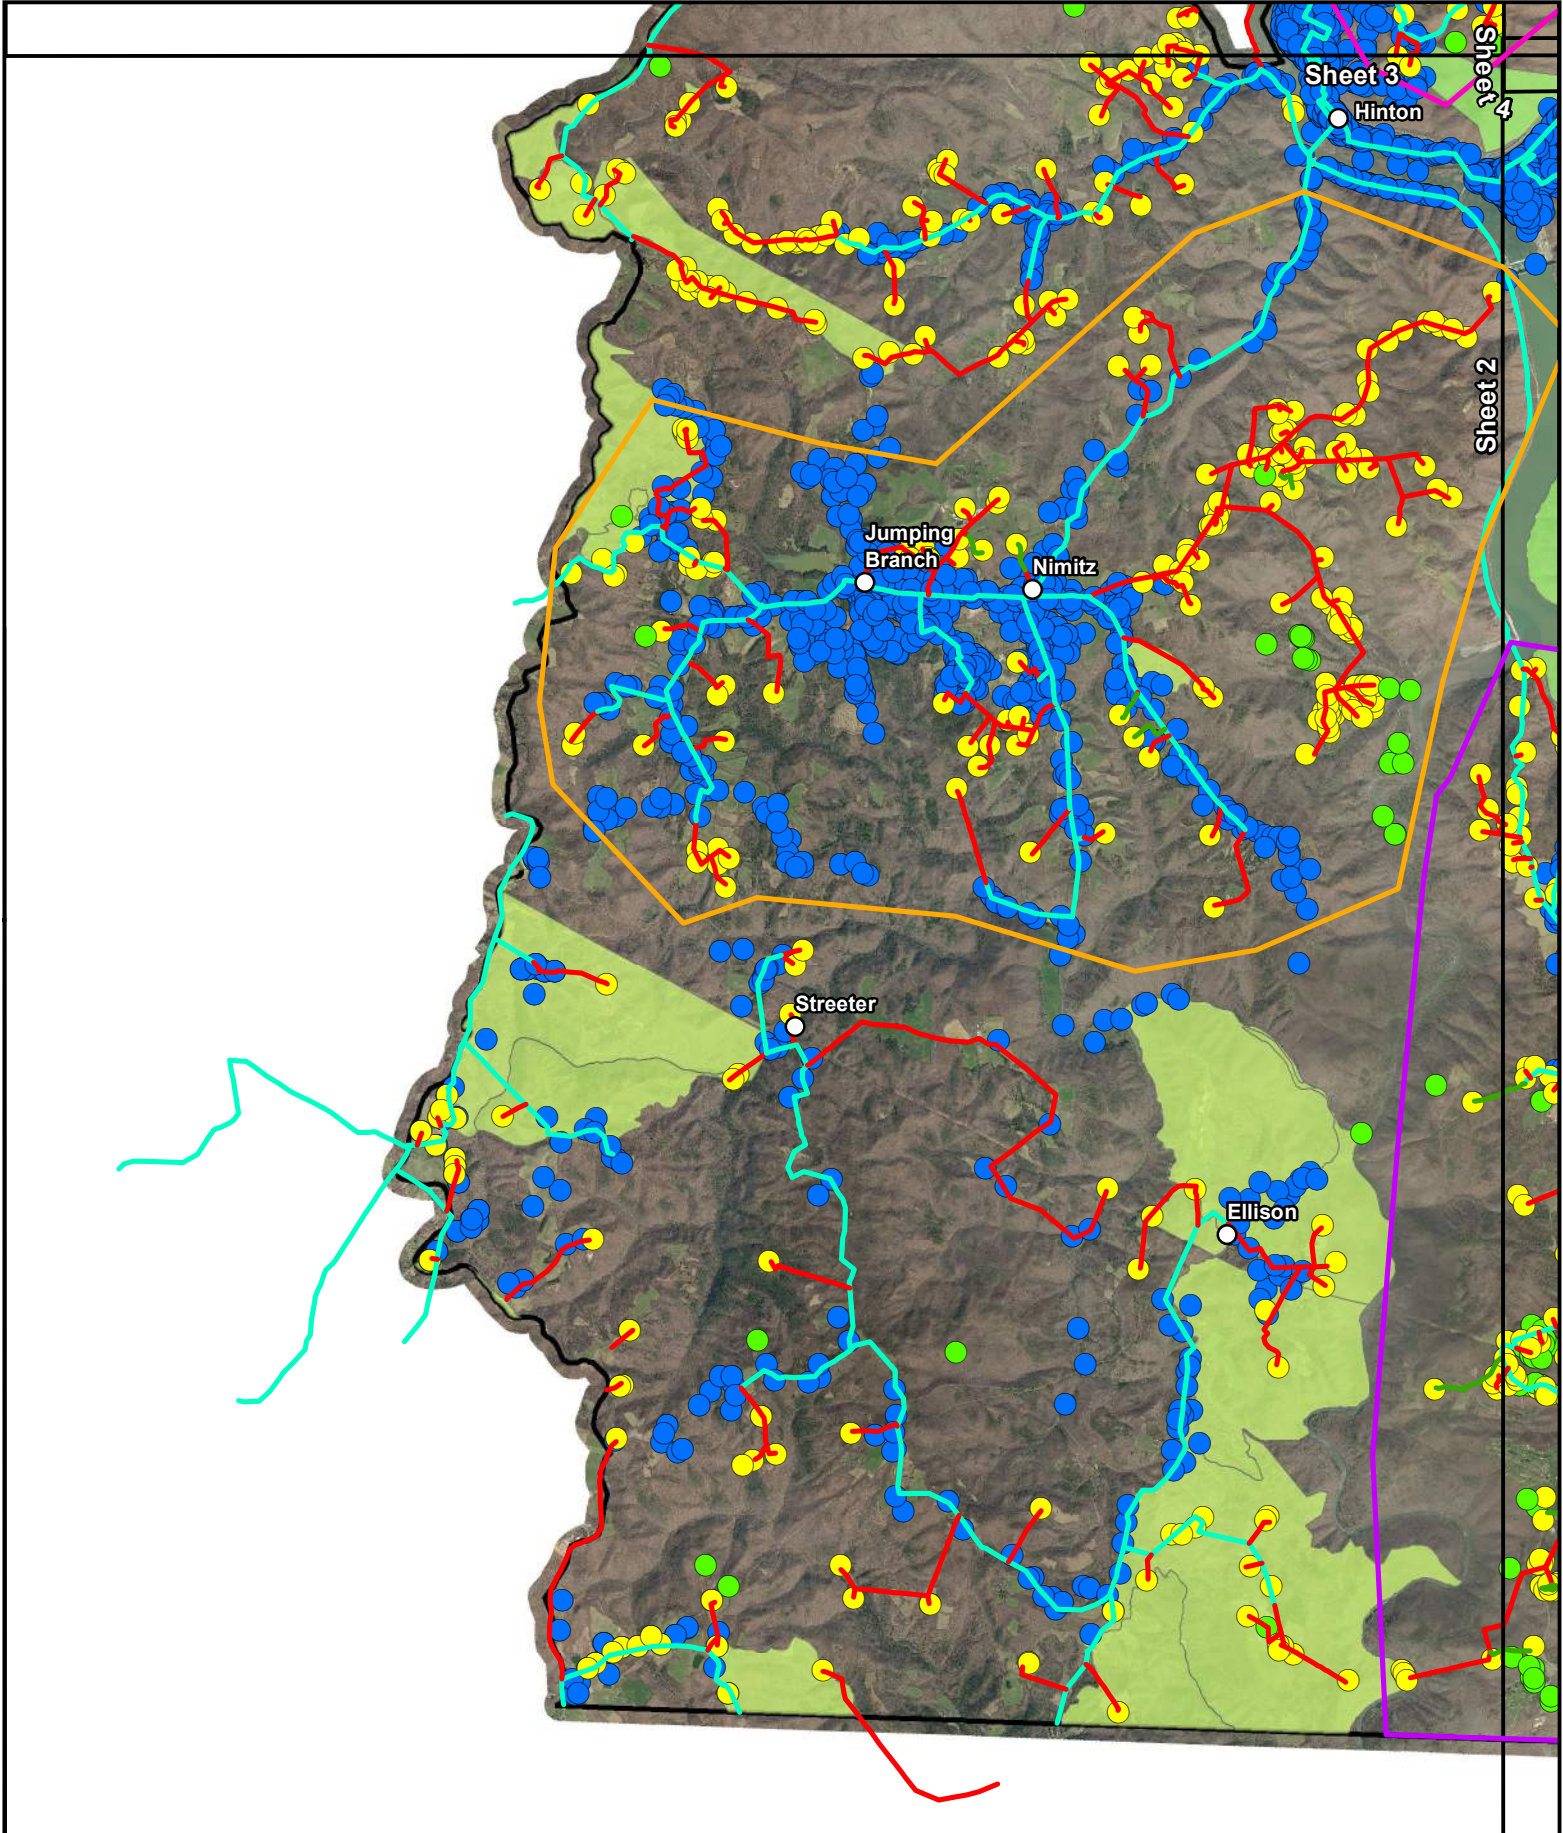 Sheet 3
Sheet 4
Hinton
Sheet 2
Jumping
Branch
Nimitz
Streeter
Ellison